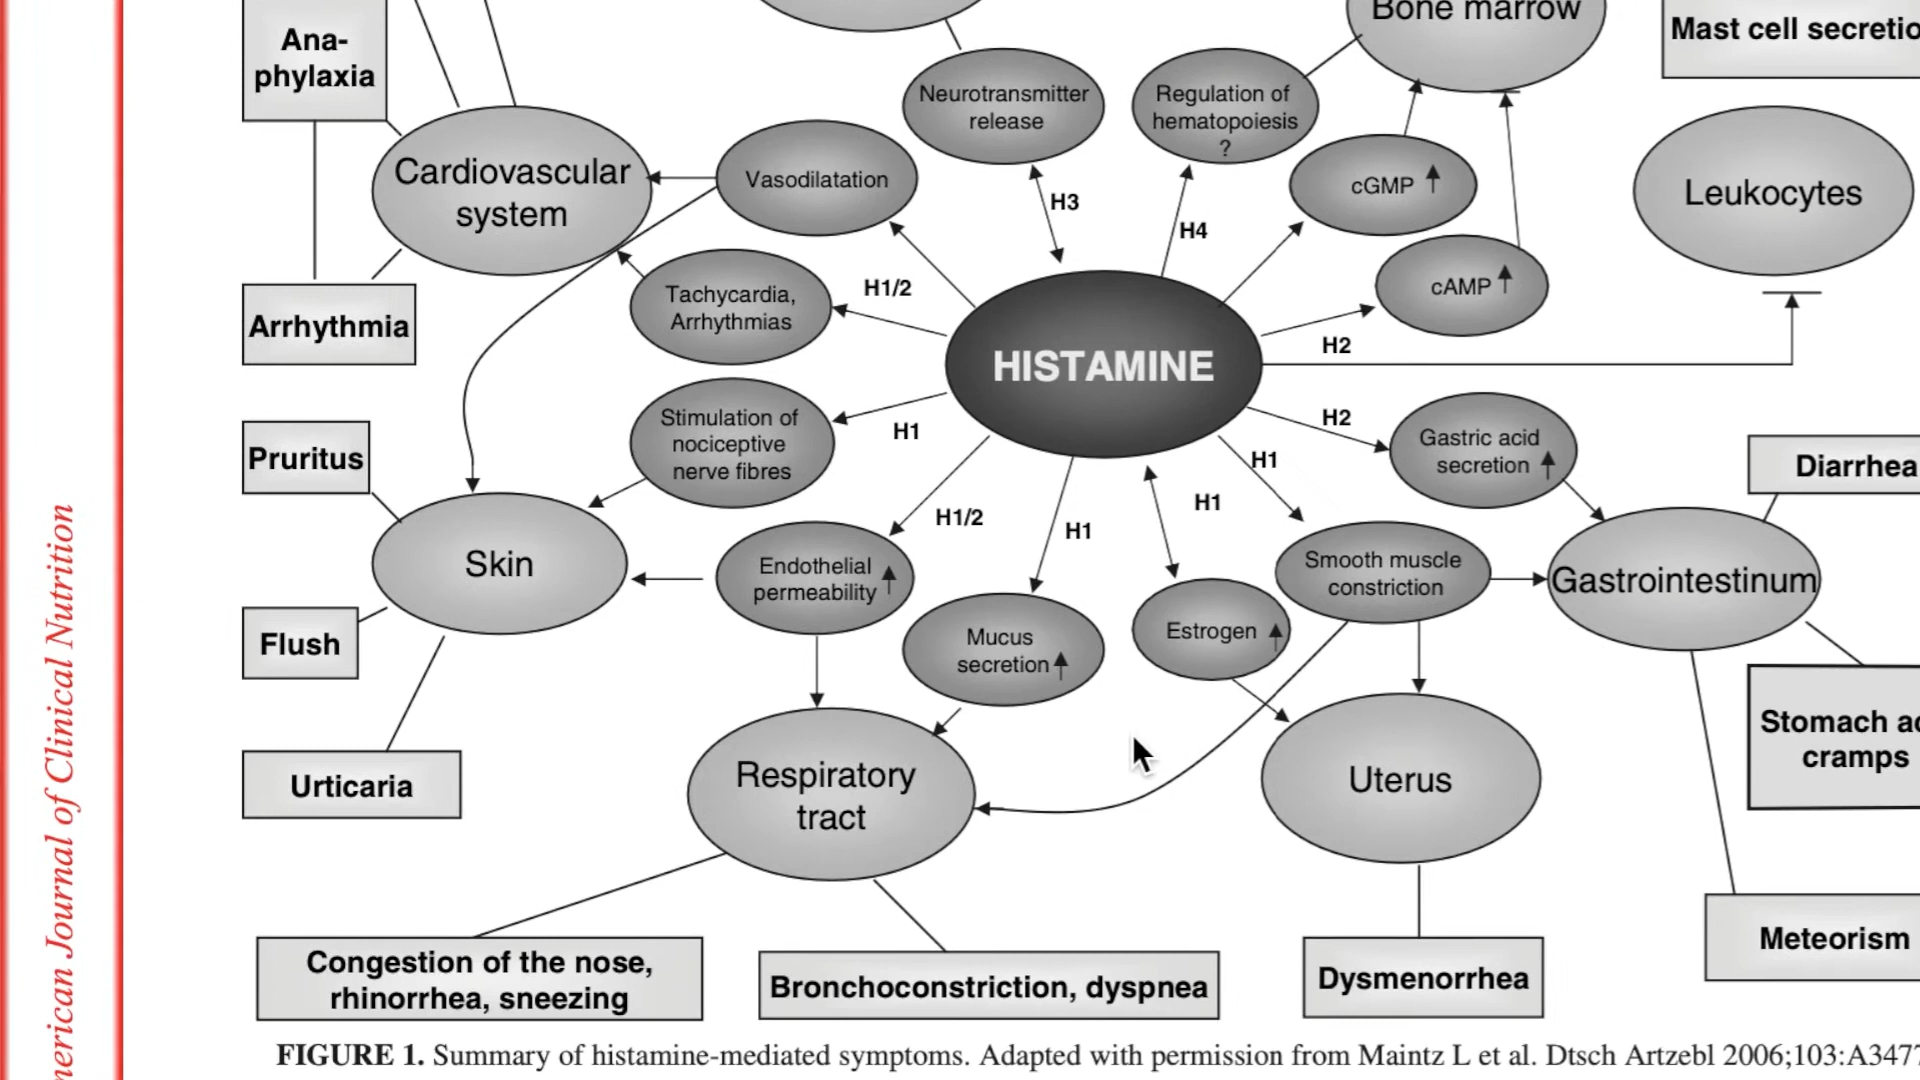 Bone marrow
Mast cell
Ana-
phylaxia
Neurotransmitter
release
Regulation of
hematopoiesis
?
Cardiovascular
system
Vasodilatation
cGMP
Leukocytes
H3
H4
cAMP
H1/2
Tachycardia,
Arrhythmias
Arrhythmia
HISTAMINE
H2
Stimulation of
nociceptive
nerve fibres
H1
H2
Gastric acid
secretion
Pruritus
H1
Diarrhea
H1/2
H1
H1
Skin
Endothelial
permeability
Smooth muscle
constriction
Gastrointestinum
Mucus
secretion
Estrogen
Flush
Stomach
cramps
Urticaria
Respiratory
tract
Uterus
Meteorism
Congestion of the nose,
rhinorrhea, sneezing
Bronchoconstriction, dyspnea
Dysmenorrhea
FIGURE 1. Summary of histamine-mediated symptoms. Adapted with permission from Maintz L et al. Dtsch Artzebl 2006;103:A3477
Journal of Clinical Nutrition